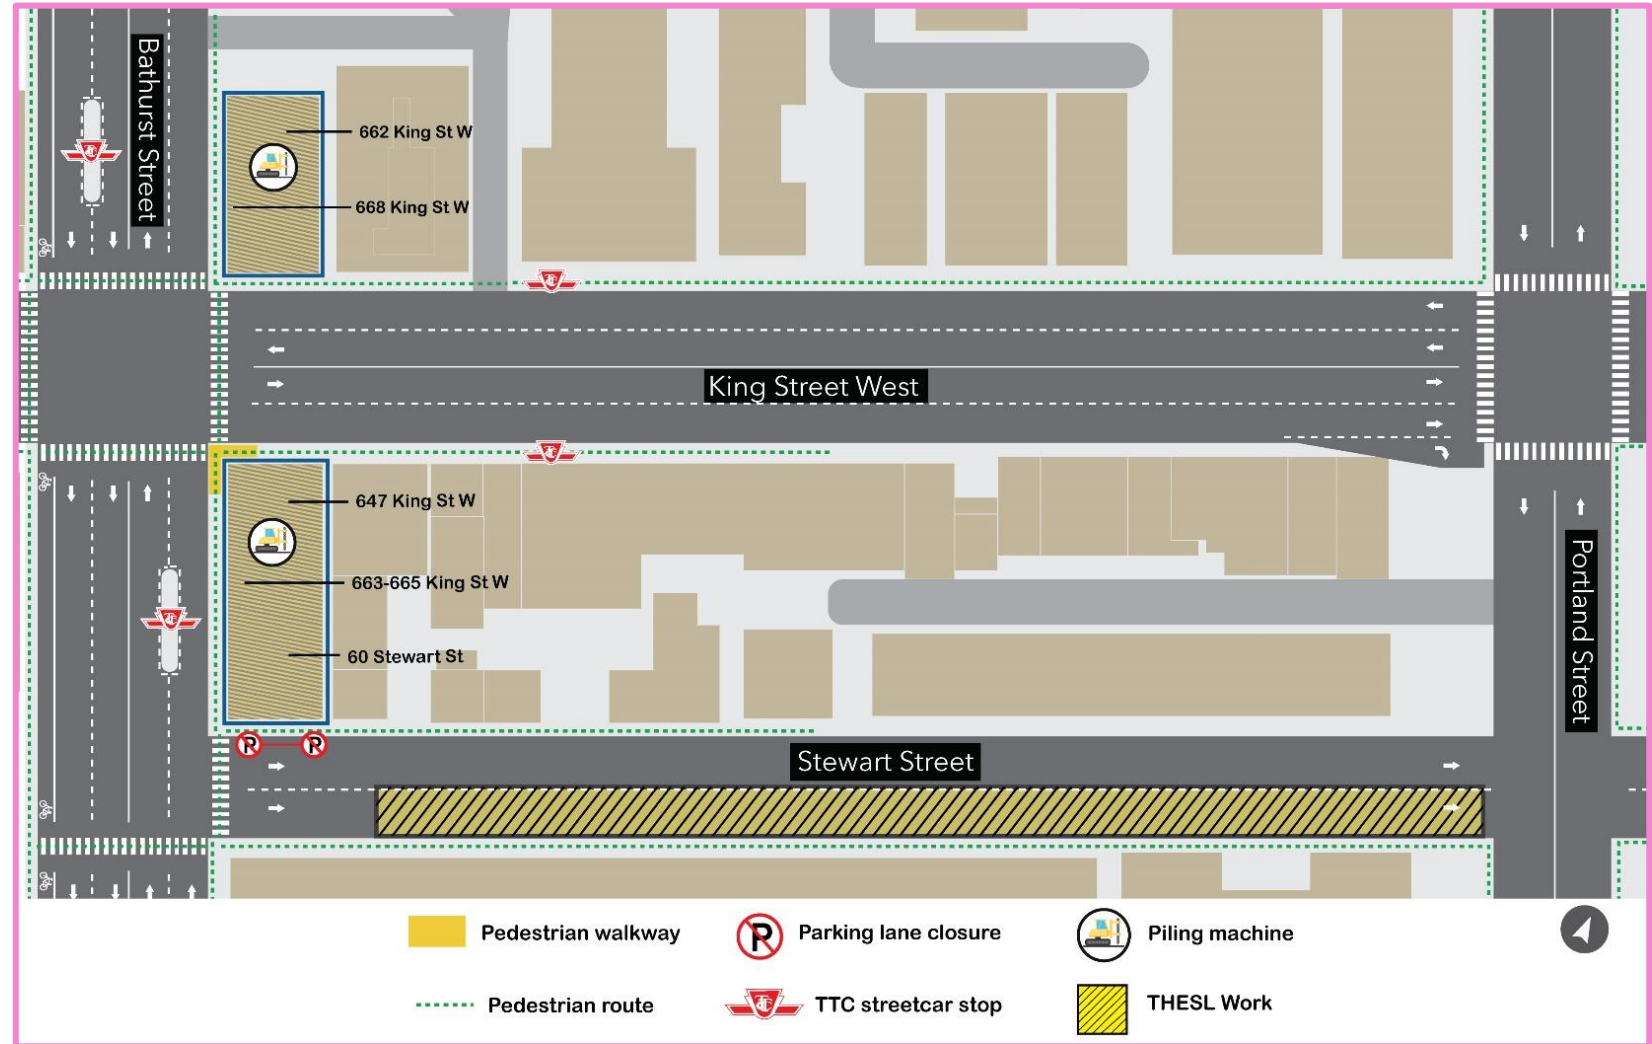 Bathurst Street
662 King St W
668 King St W
King Street West
647 King St W
663-665 King St W
60 Stewart St
Portland Street
Stewart Street
Pedestrian walkway
P
Parking lane closure
Piling machine
Pedestrian route
TTC streetcar stop
THESL Work